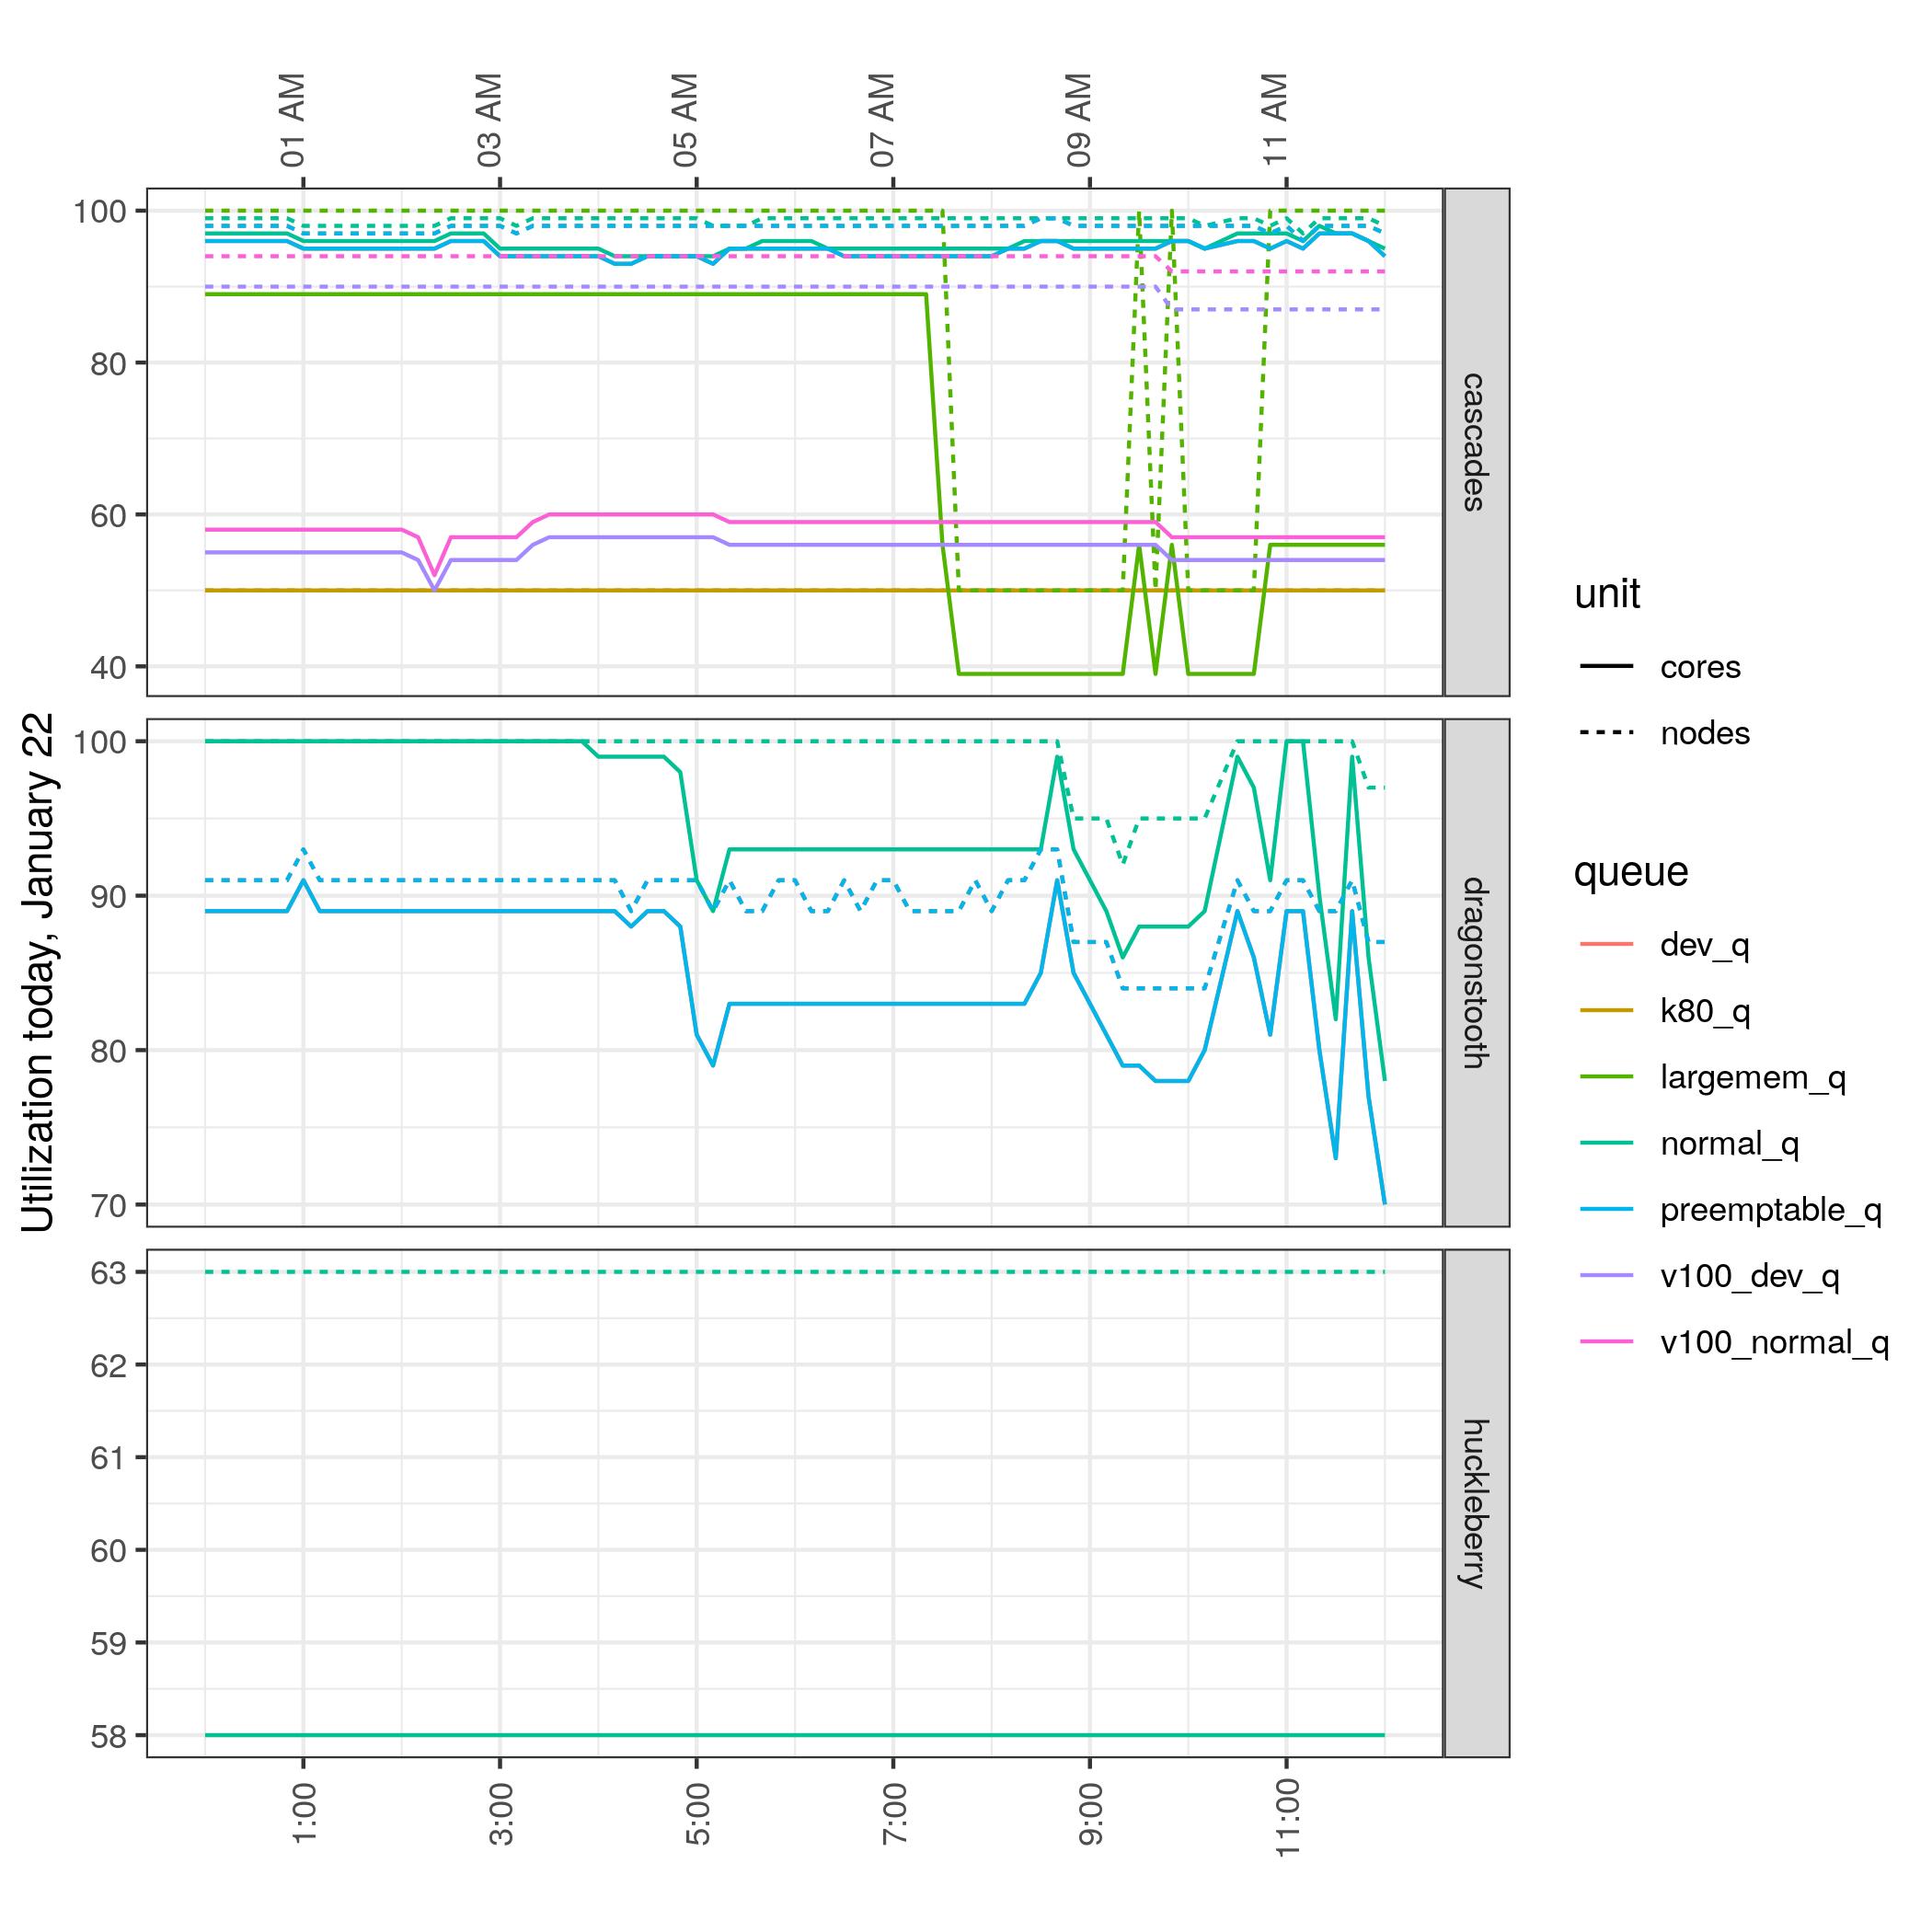 01 AM
03 AM
05 AM
07 AM
09 AM
11 AM
Utilization today, January 22
100
80
60
40
cascades
100
90
80
70
dragonstooth
63
62
61
60
59
58
huckleberry
1:00
3:00
5:00
7:00
9:00
11:00
unit
cores
nodes
queue
dev_q
k80_q
largemem_q
normal_q
preemptable_q
v100_dev_q
v100_normal_q